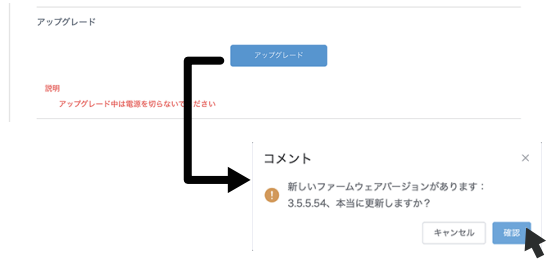 アップグレード
アップグレード
説明
アップグレード中は電源を切らないでください
コメント
新しいファームウェアバージョンがあります：
3.5.5.54、本当に更新しますか？
キャンセル
確認